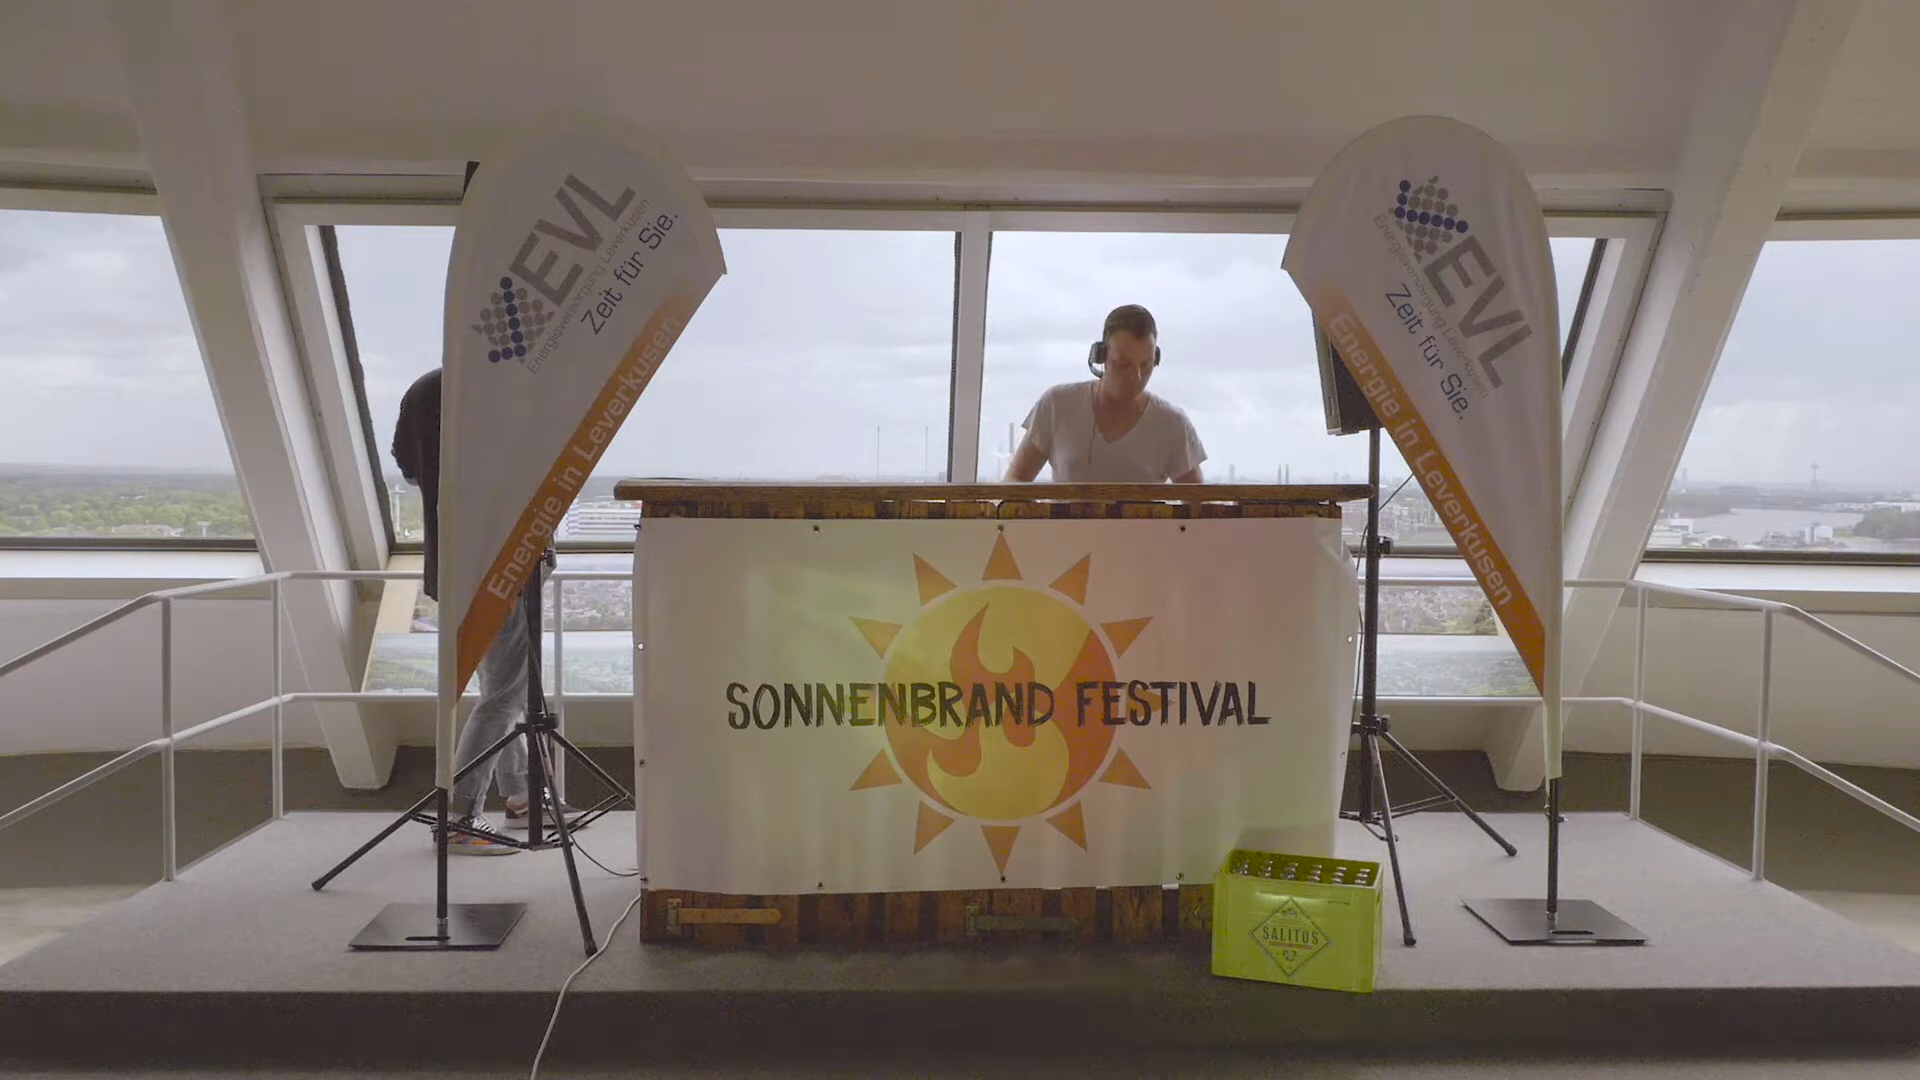 EVL
Energieversorgung Leverkusen
Zeit für Sie.
Energie in Leverkusen
EVL
Energieversorgung Leverkusen
Zeit für Sie.
Energie in Leverkusen
SONNENBRAND FESTIVAL
SALITOS